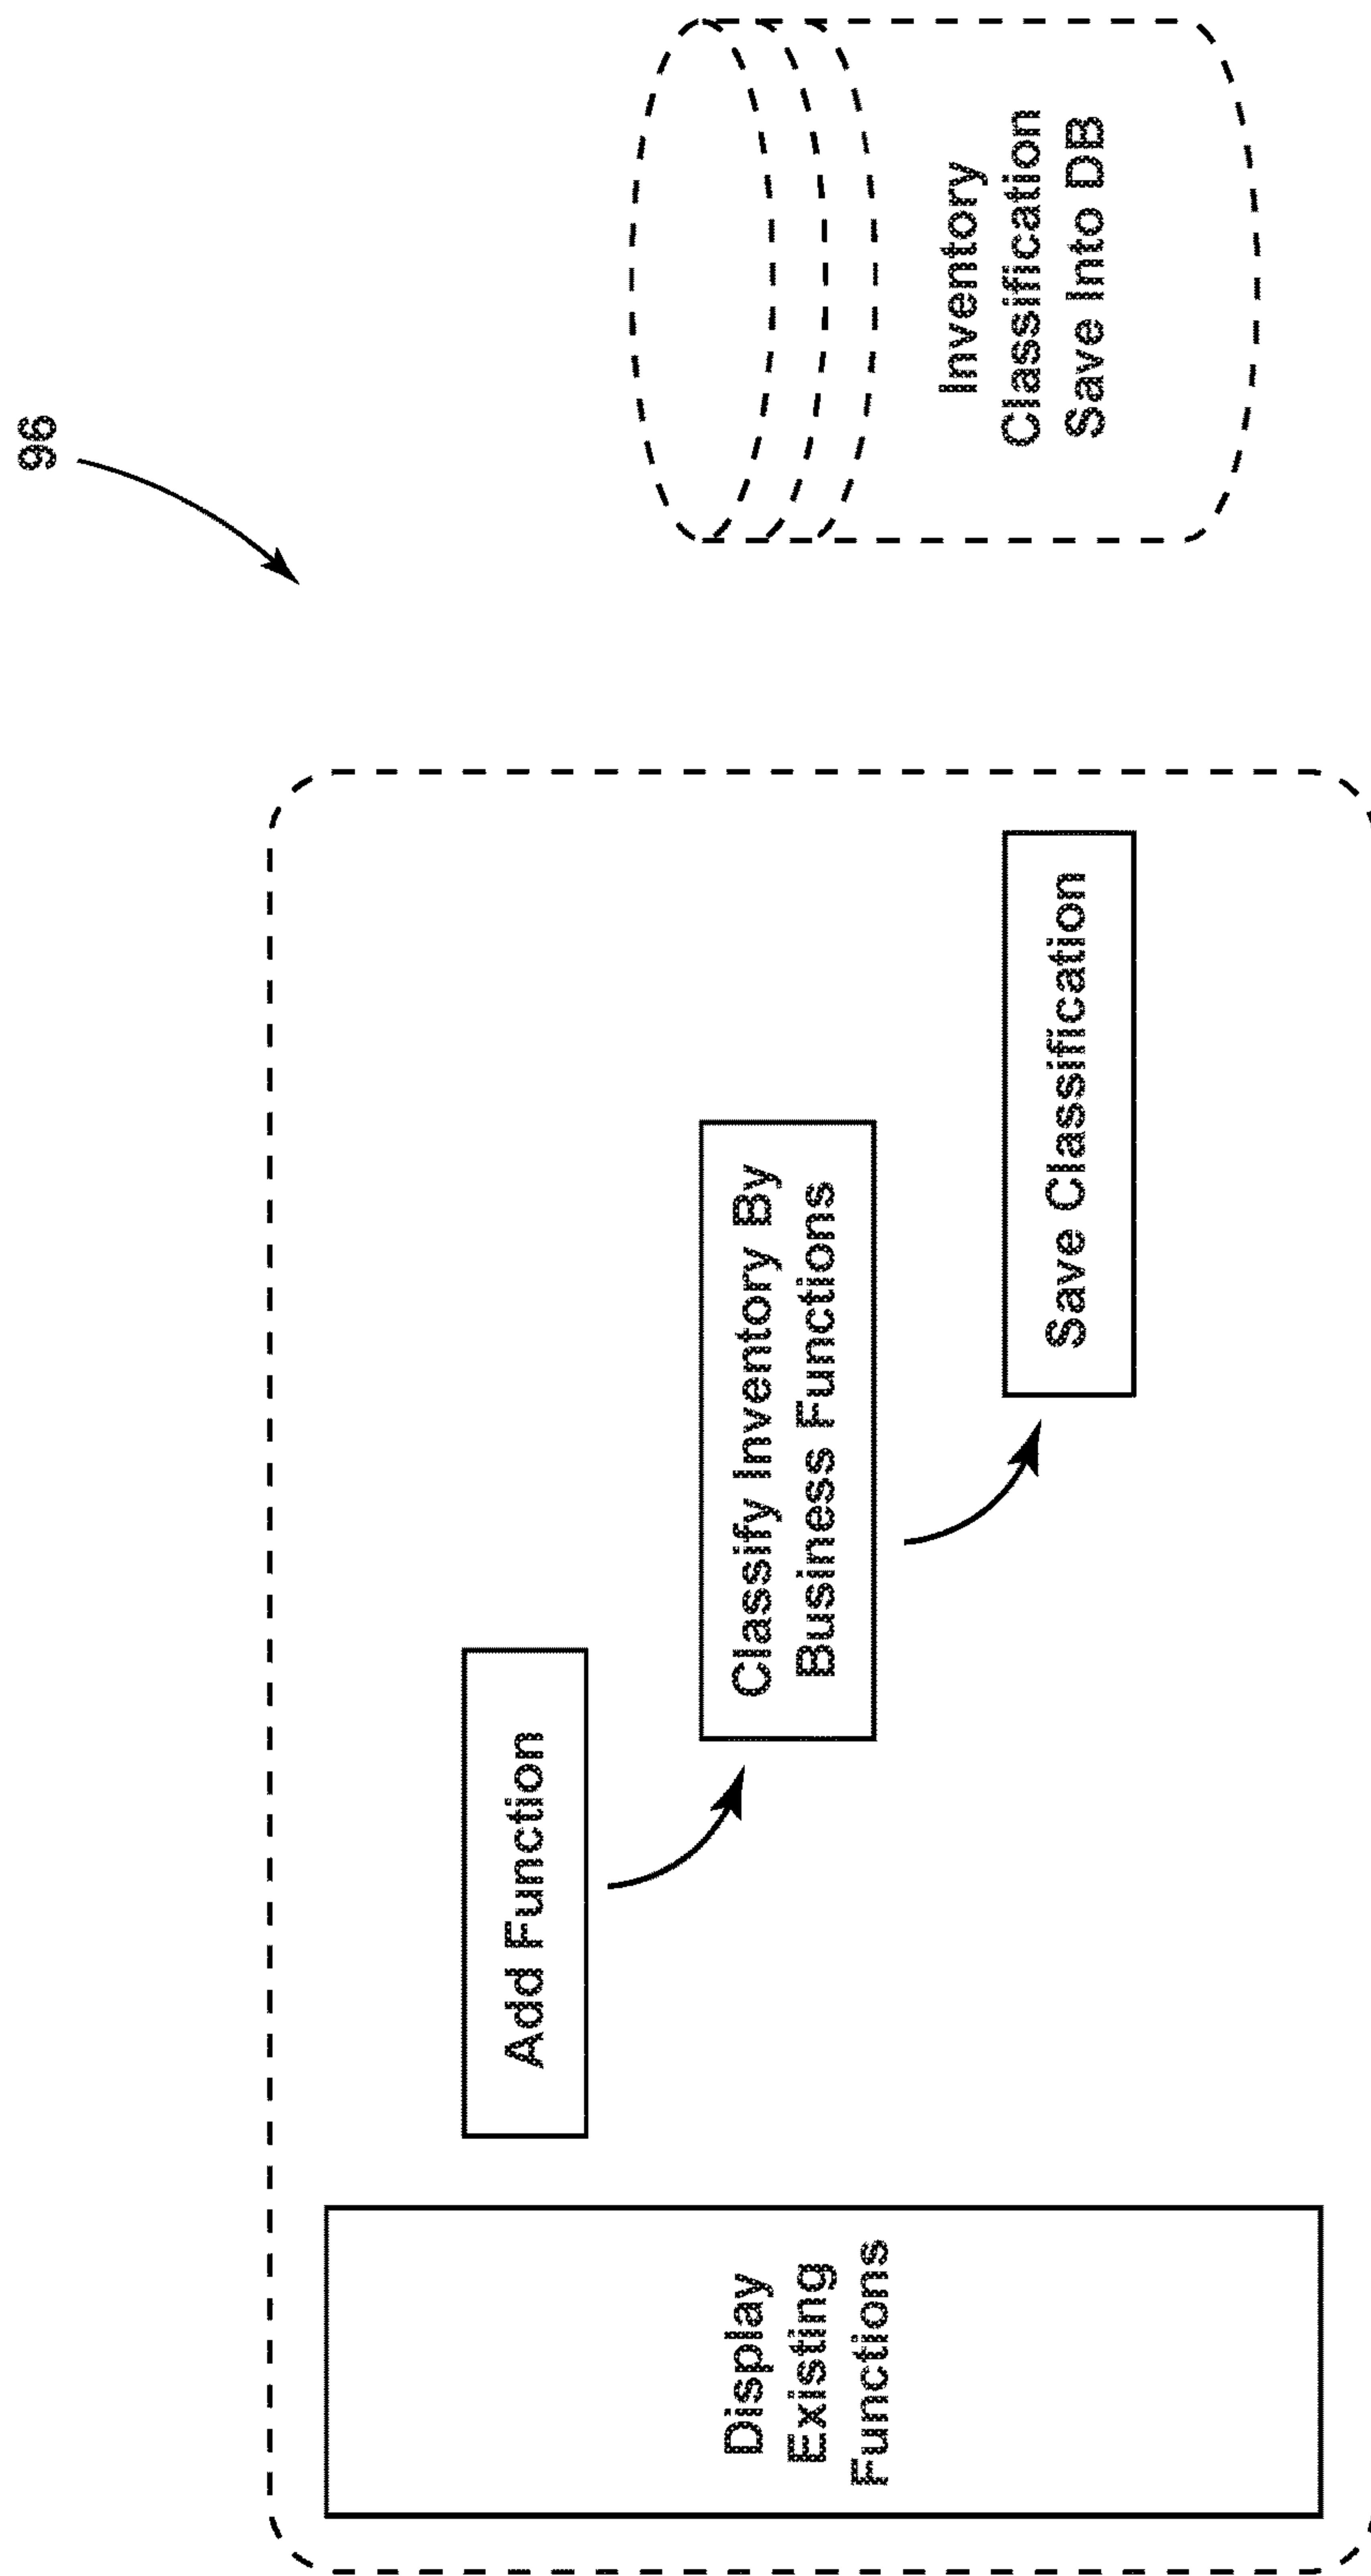 96
Display
Existing
Functions
Add Function
Classify Inventory By
Business Functions
Save Classification
Inventory
Classification
Save Into DB